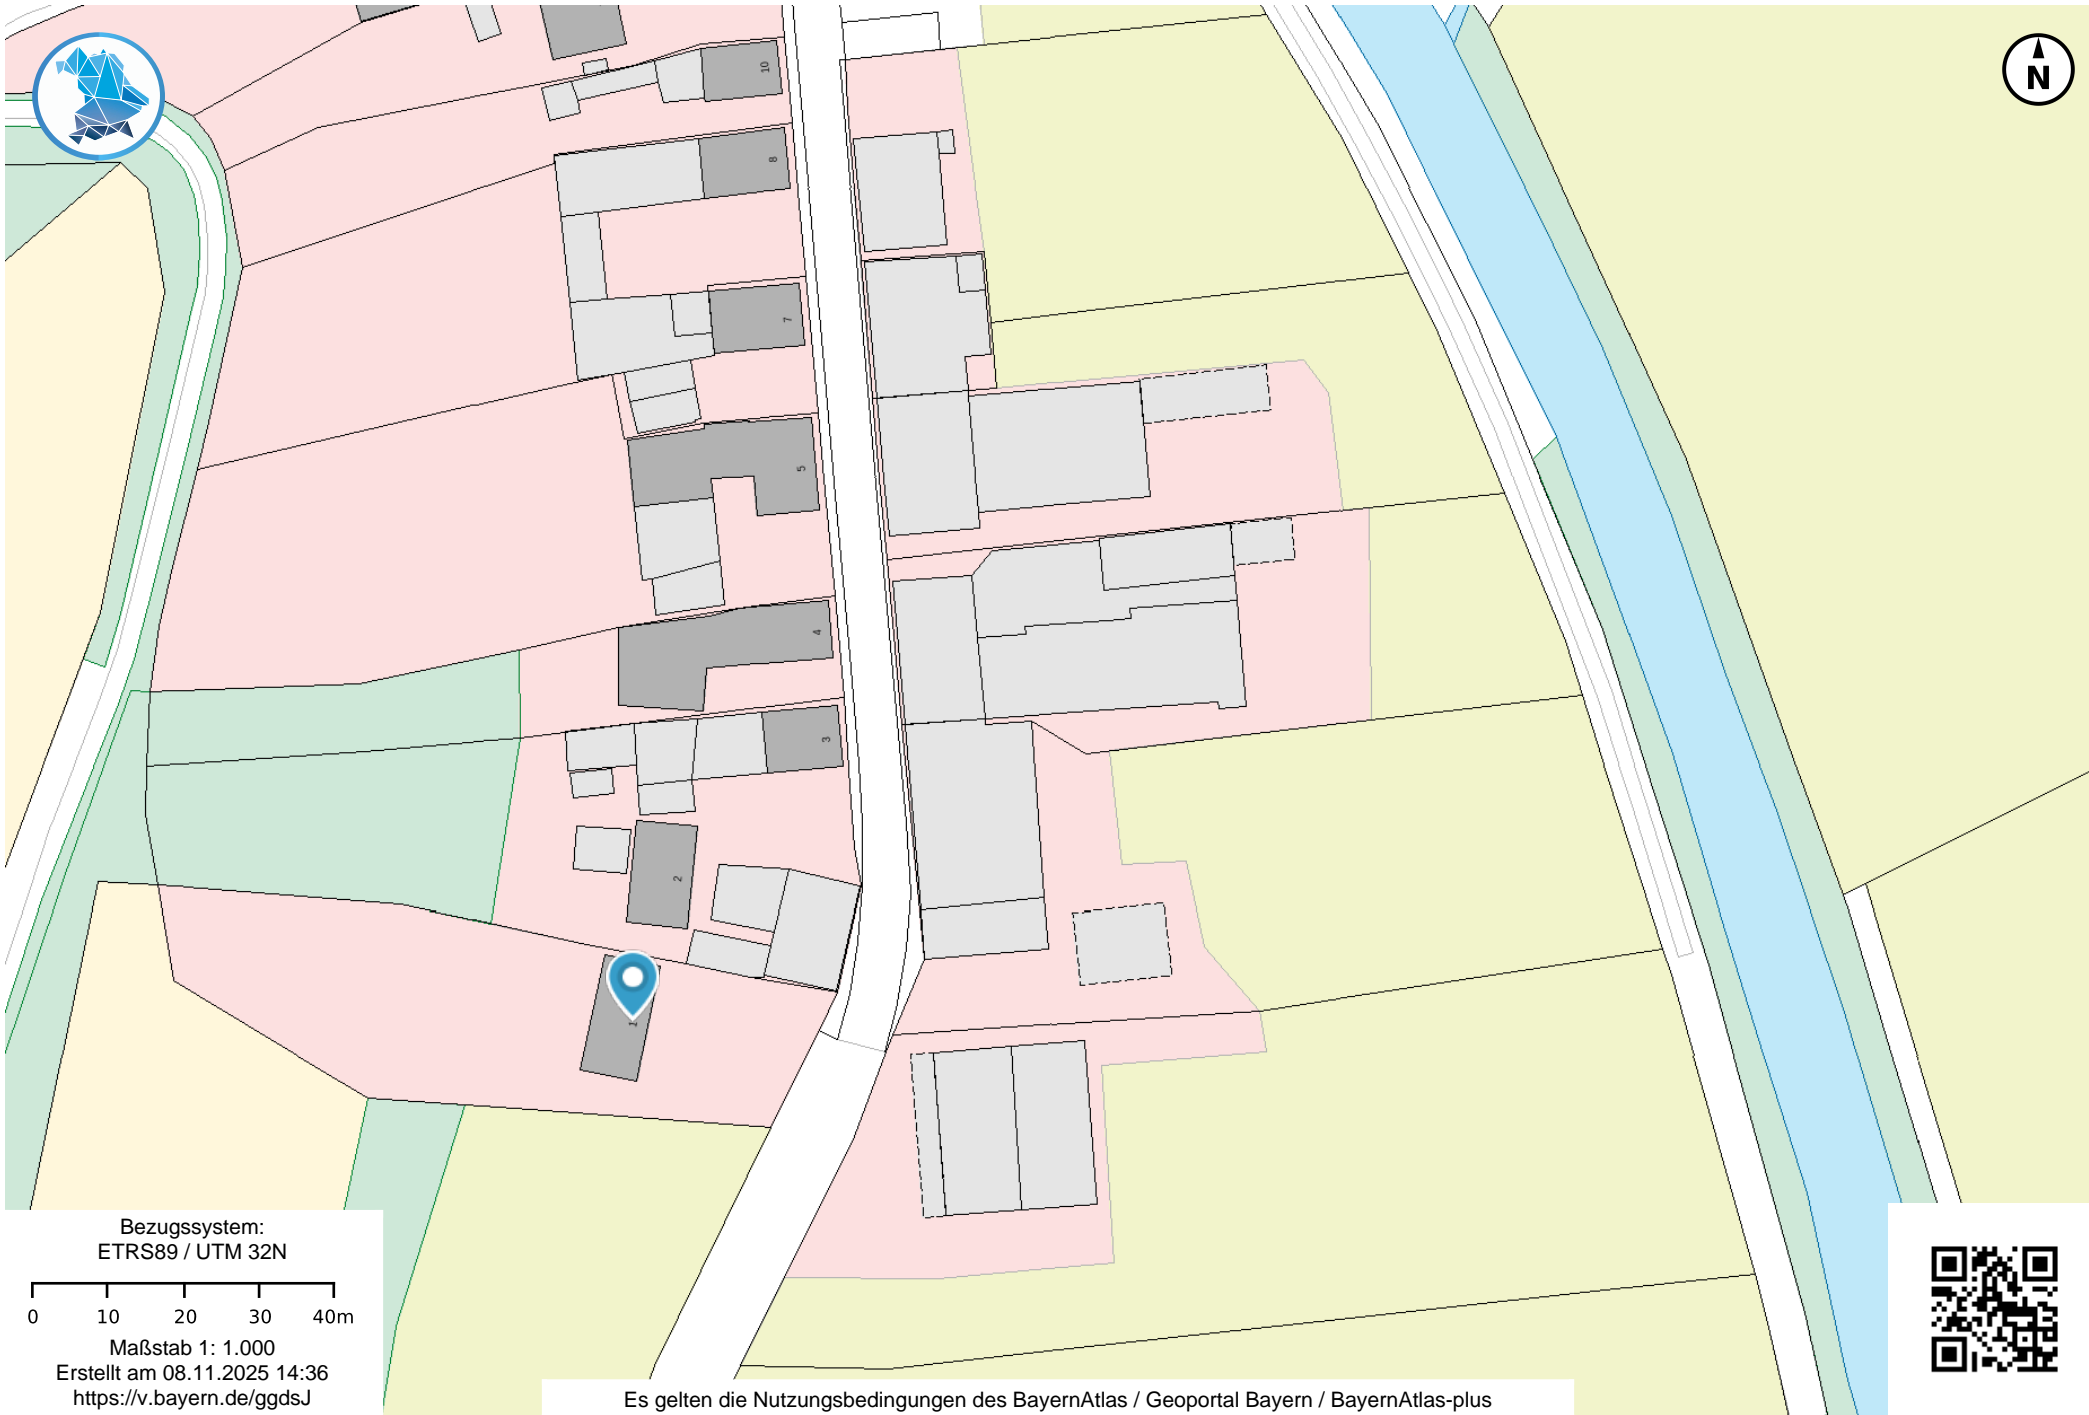 10
N
8
7
5
4
3
2
1
Bezugssystem:
ETRS89 / UTM 32N
0 10 20 30 40m
Maßstab 1: 1.000
Erstellt am 08.11.2025 14:36
https://v.bayern.de/ggdsJ
Es gelten die Nutzungsbedingungen des BayernAtlas / Geoportal Bayern / BayernAtlas-plus